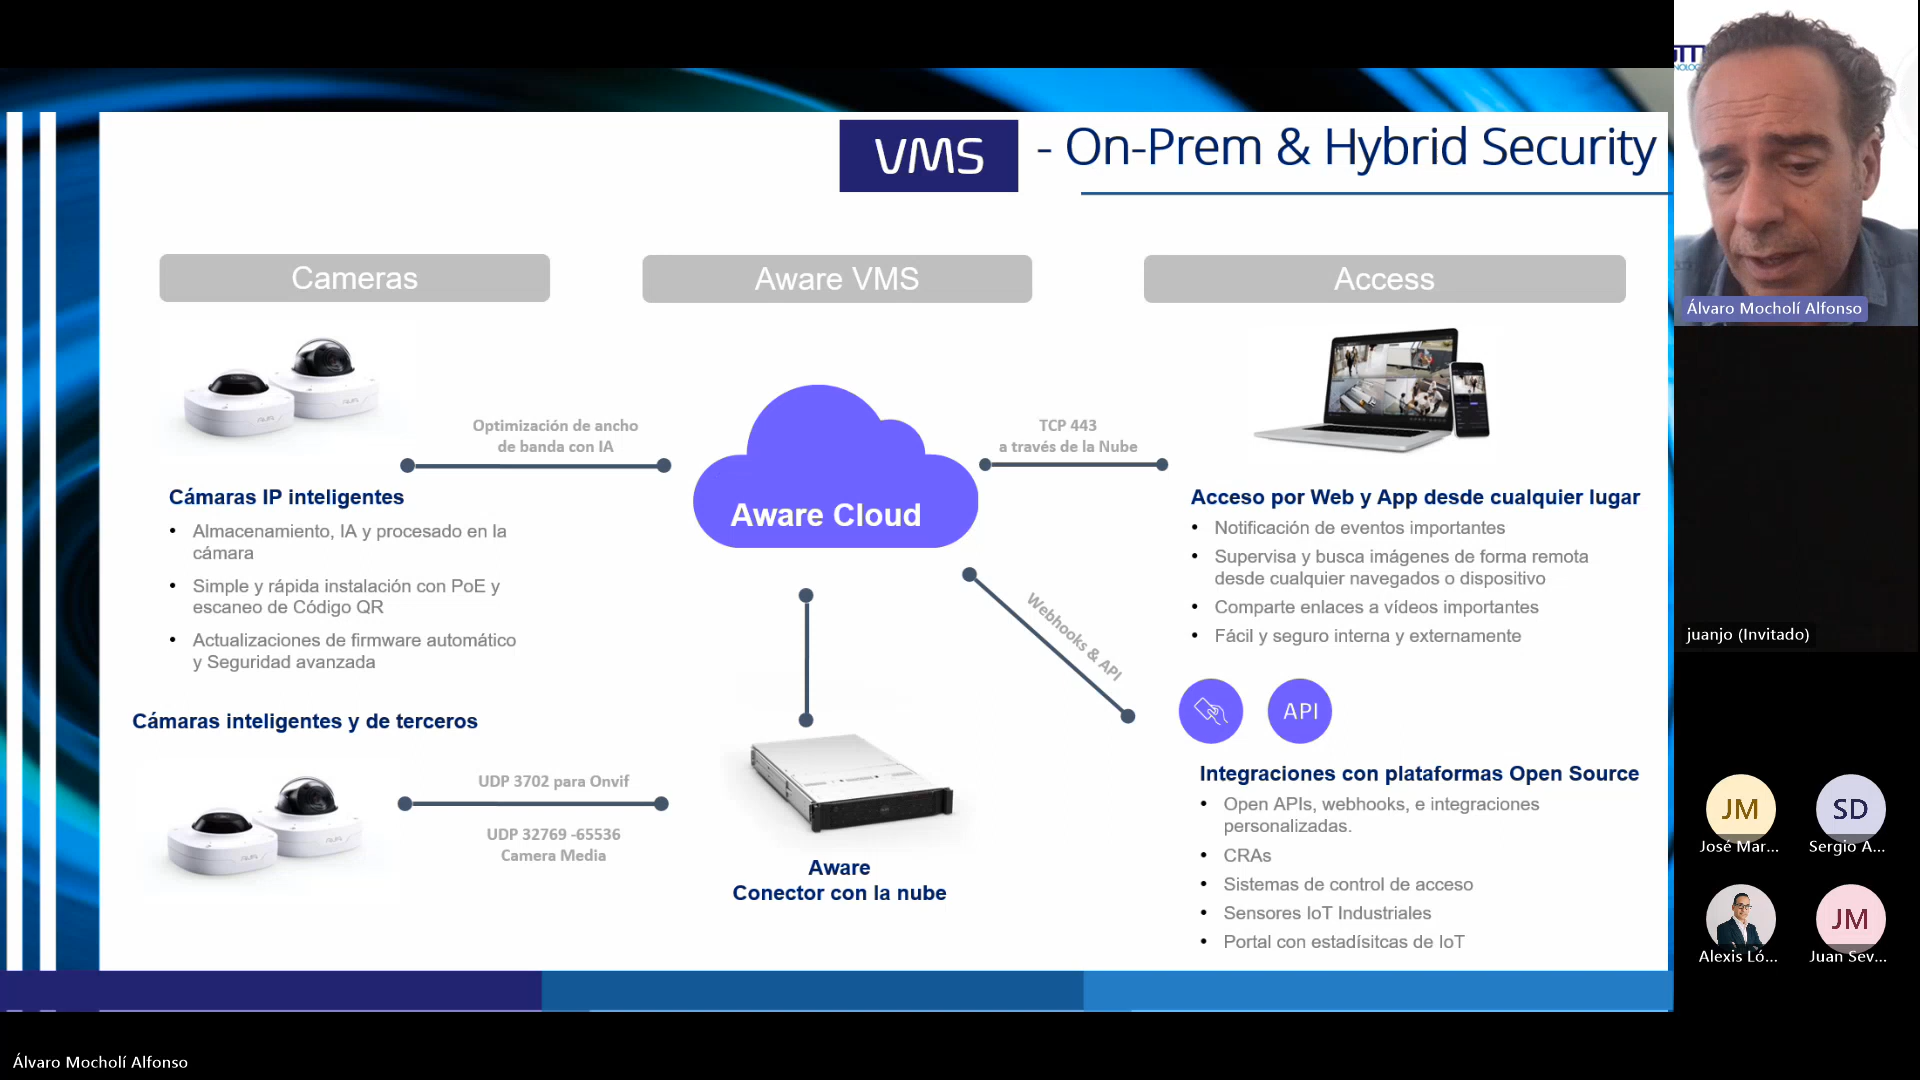 VMS - On-Prem & Hybrid Security
Cameras
Aware VMS
Access
Optimización de ancho
de banda con IA
Aware Cloud
TCP 443
a través de la Nube
Cámaras IP inteligentes
• Almacenamiento, IA y procesado en la
cámara
• Simple y rápida instalación con PoE y
escaneo de Código QR
• Actualizaciones de firmware automático
y Seguridad avanzada
Acceso por Web y App desde cualquier lugar
• Notificación de eventos importantes
• Supervisa y busca imágenes de forma remota
desde cualquier navegados o dispositivo
• Comparte enlaces a vídeos importantes
• Fácil y seguro interna y externamente
Webhooks & API
API
Cámaras inteligentes y de terceros
UDP 3702 para Onvif
UDP 32769 -65536
Camera Media
Aware
Conector con la nube
Integraciones con plataformas Open Source
• Open APIs, webhooks, e integraciones
personalizadas.
• CRAs
• Sistemas de control de acceso
• Sensores IoT Industriales
• Portal con estadísitcas de IoT
Álvaro Mocholí Alfonso
juanjo (Invitado)
JM
SD
José Mar...
Sergio A...
JM
Alexis Ló...
Juan Sev...
Álvaro Mocholí Alfonso